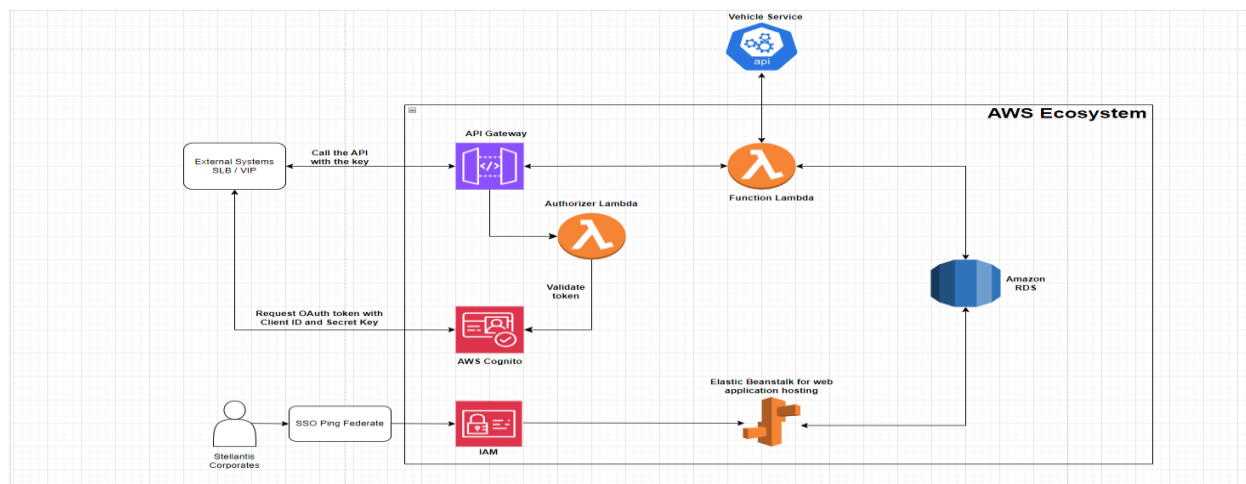 Vehicle Service
api
AWS Ecosystem
API Gateway
Call the API
with the key
External Systems
SLB / VIP
</>
Function Lambda
Authorizer Lambda
Validate
token
Amazon
RDS
Request OAuth token with
Client ID and Secret Key
AWS Cognito
Elastic Beanstalk for web
application hosting
SSO Ping Federate
IAM
Stellantis
Corporates